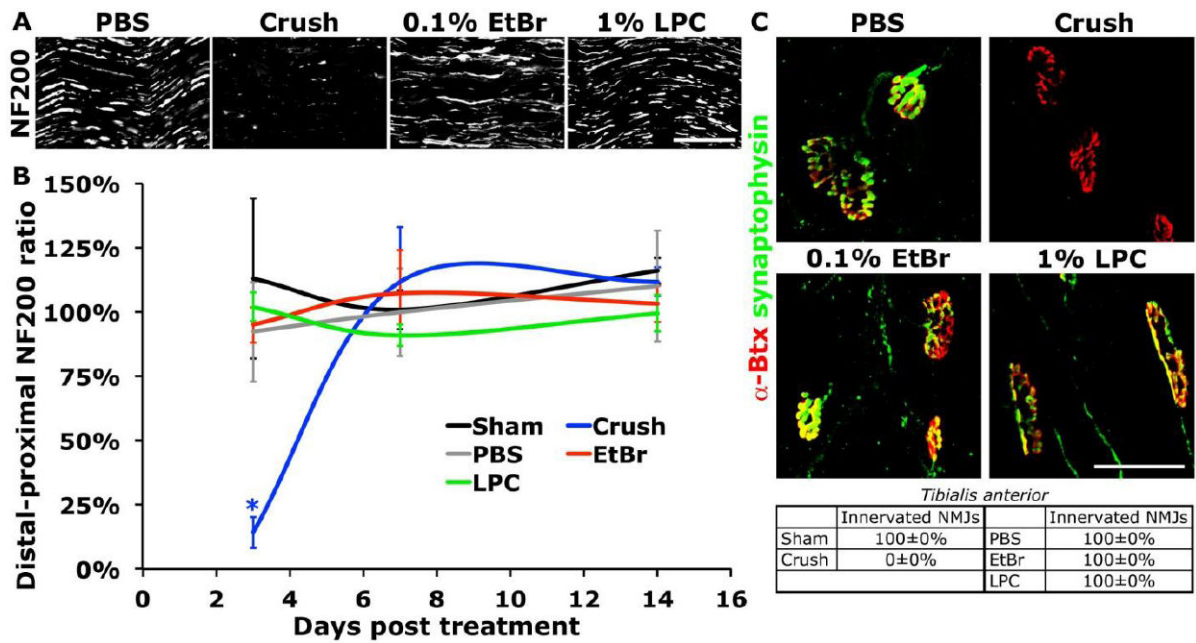 A PBS Crush 0.1% EtBr 1% LPC
NF200
B
Distal-proximal NF200 ratio
150%
125%
100%
75%
50%
25%
0%
*
Sham Crush
PBS EtBr
LPC
0 2 4 6 8 10 12 14 16
Days post treatment
C PBS Crush
α-Btx synaptophysin
0.1% EtBr 1% LPC
Tibialis anterior
Innervated NMJs Innervated NMJs
Sham 100±0% PBS 100±0%
Crush 0±0% EtBr 100±0%
LPC 100±0%